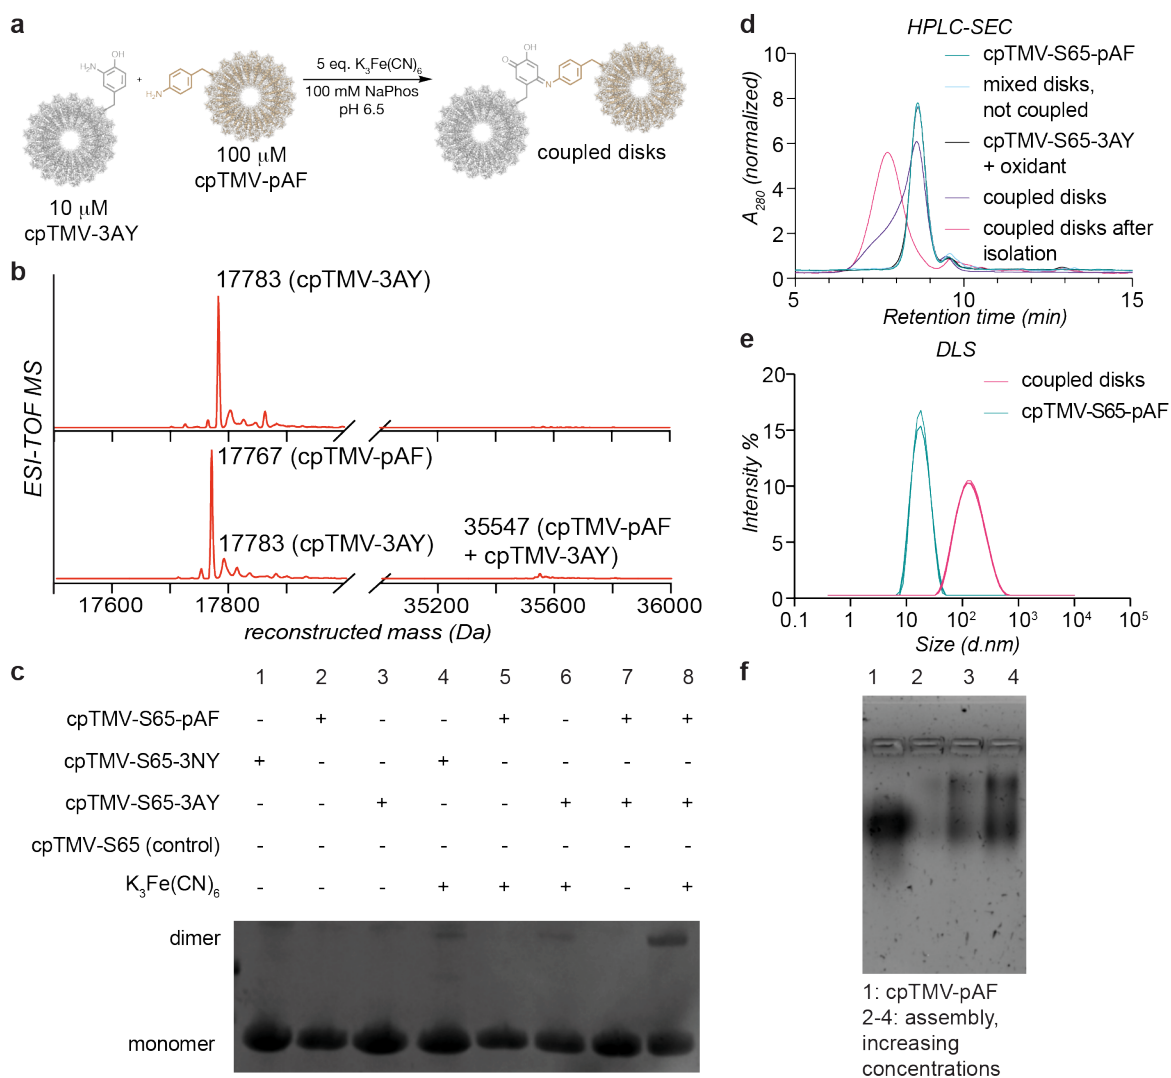 a
OH
H₂N
+
H₂N
5 eq. K₃Fe(CN)₆
100 mM NaPhos
pH 6.5
OH
O
N
100 μM
cpTMV-pAF
coupled disks
10 μM
cpTMV-3AY
b
17783 (cpTMV-3AY)
17767 (cpTMV-pAF)
17783 (cpTMV-3AY)
35547 (cpTMV-pAF
+ cpTMV-3AY)
ESI-TOF MS
17600 17800 35200 35600 36000
reconstructed mass (Da)
c
1 2 3 4 5 6 7 8
cpTMV-S65-pAF - + - - + - + +
cpTMV-S65-3NY + - - + - - - -
cpTMV-S65-3AY - - + - - + + +
cpTMV-S65 (control) - - - - - - - -
K₃Fe(CN)₆ - - - + + + - +
dimer
monomer
d
HPLC-SEC
cpTMV-S65-pAF
mixed disks,
not coupled
cpTMV-S65-3AY
+ oxidant
coupled disks
coupled disks after
isolation
A₂₈₀ (normalized)
10
8
6
4
2
0
5 10 15
Retention time (min)
e
DLS
coupled disks
cpTMV-S65-pAF
Intensity %
20
15
10
5
0
0.1 1 10 10² 10³ 10⁴ 10⁵
Size (d.nm)
f
1 2 3 4
1: cpTMV-pAF
2-4: assembly,
increasing
concentrations